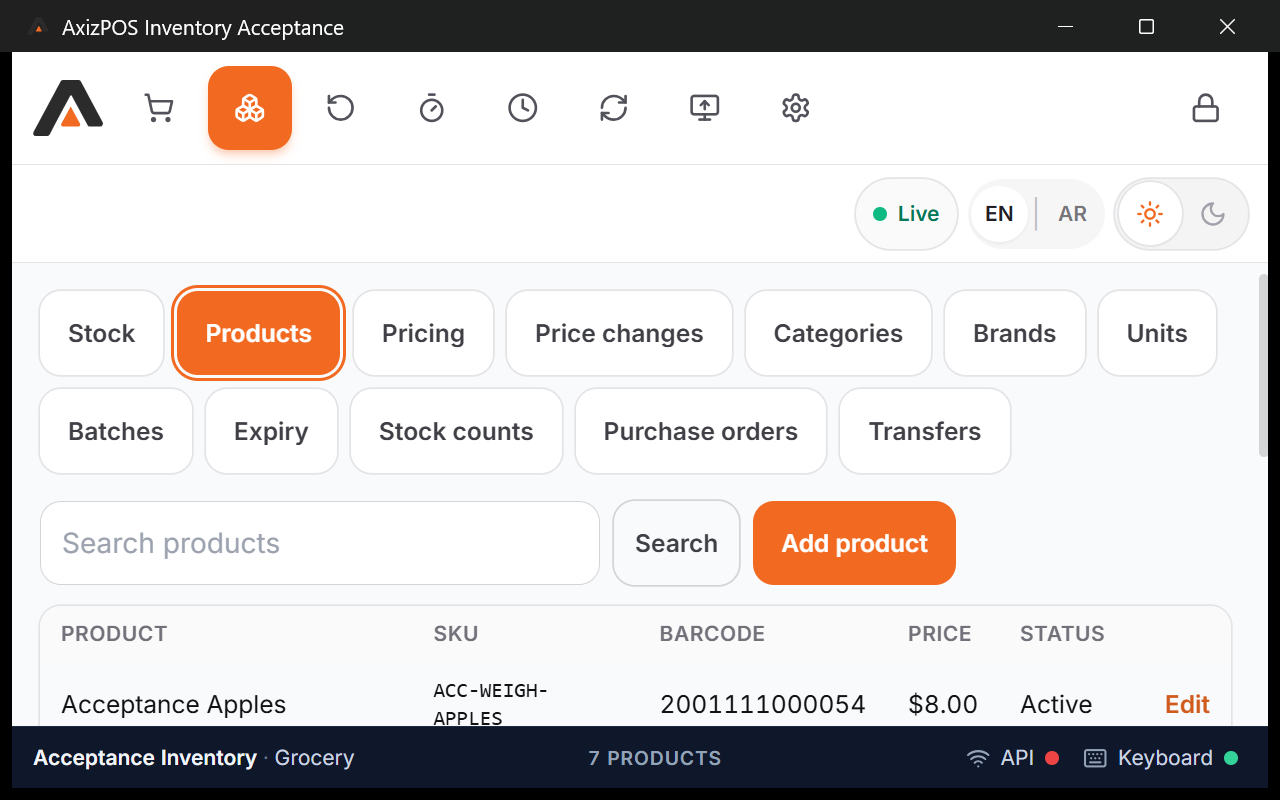 AxizPOS Inventory Acceptance
Live
EN | AR
Stock Products Pricing Price changes Categories Brands Units
Batches Expiry Stock counts Purchase orders Transfers
Search products Search Add product
PRODUCT SKU BARCODE PRICE STATUS
Acceptance Apples ACC-WEIGH-APPLES 2001111000054 $8.00 Active Edit
Acceptance Inventory · Grocery 7 PRODUCTS API Keyboard